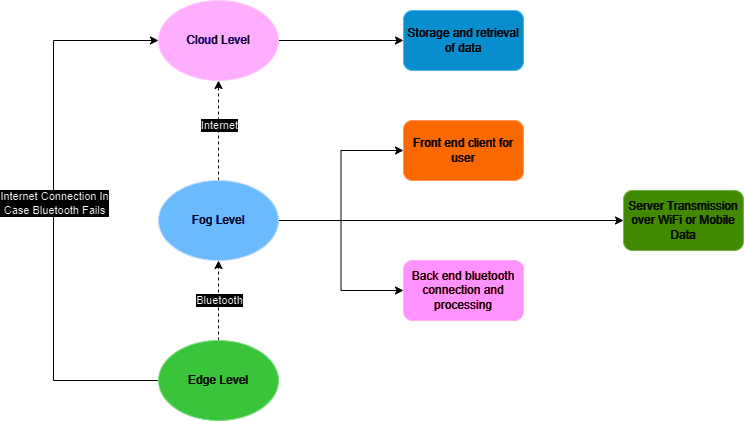 Cloud Level
Storage and retrieval
of data
Internet
Front end client for
user
Internet Connection In
Case Bluetooth Fails
Fog Level
Server Transmission
over WiFi or Mobile
Data
Back end bluetooth
connection and
processing
Bluetooth
Edge Level